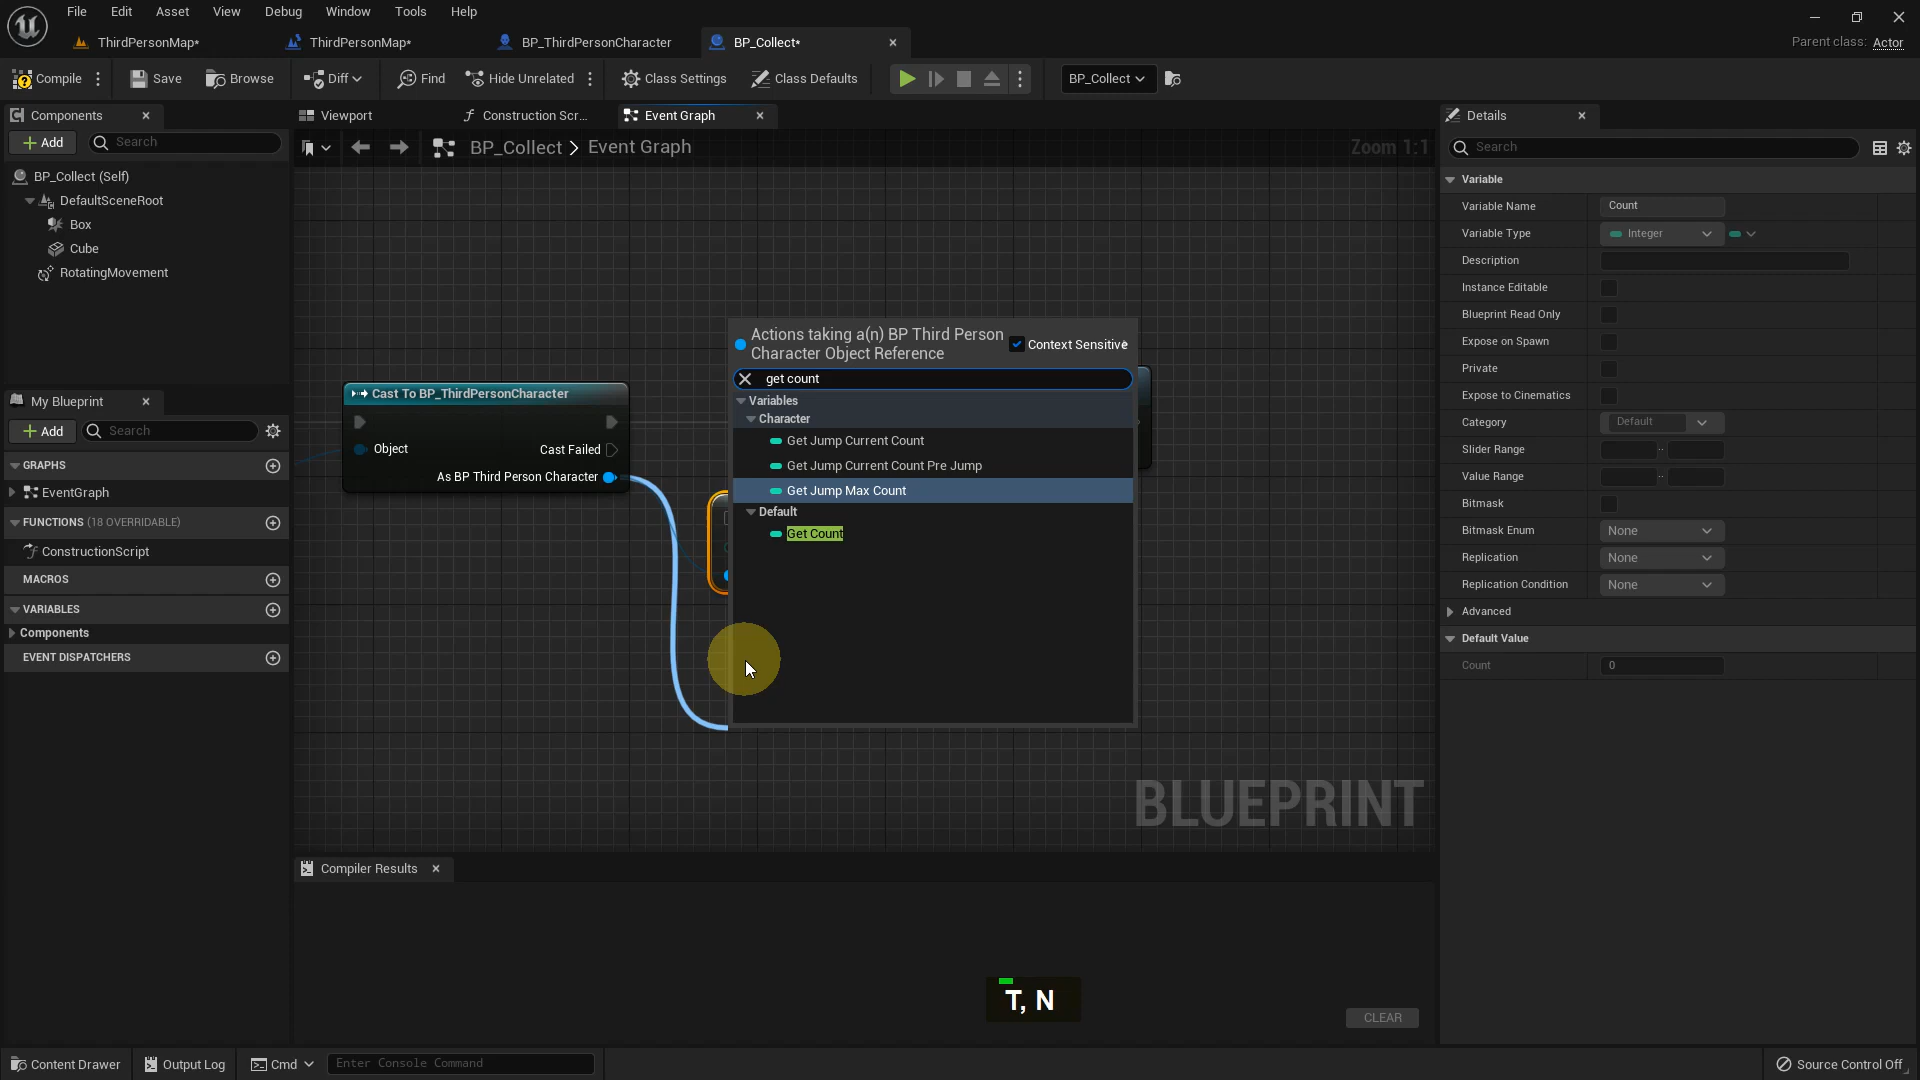 File Edit Asset View Debug Window Tools Help
ThirdPersonMap* ThirdPersonMap* BP_ThirdPersonCharacter BP_Collect* Parent class: Actor
Compile Save Browse Diff Find Hide Unrelated Class Settings Class Defaults BP_Collect
Components
Add Search
BP_Collect (Self)
DefaultSceneRoot
Box
Cube
RotatingMovement
My Blueprint
Add Search
GRAPHS
EventGraph
FUNCTIONS (18 OVERRIDABLE)
ConstructionScript
MACROS
VARIABLES
Components
EVENT DISPATCHERS
Viewport Construction Scr... Event Graph
BP_Collect > Event Graph Zoom 1:1
Cast To BP_ThirdPersonCharacter
Object Cast Failed
As BP Third Person Character
Actions taking a(n) BP Third Person
Character Object Reference
Context Sensitive
get count
Variables
Character
Get Jump Current Count
Get Jump Current Count Pre Jump
Get Jump Max Count
Default
Get Count
BLUEPRINT
Compiler Results
T, N
CLEAR
Details
Search
Variable
Variable Name Count
Variable Type Integer
Description
Instance Editable
Blueprint Read Only
Expose on Spawn
Private
Expose to Cinematics
Category Default
Slider Range ..
Value Range ..
Bitmask
Bitmask Enum None
Replication None
Replication Condition None
Advanced
Default Value
Count 0
Content Drawer Output Log Cmd Enter Console Command Source Control Off